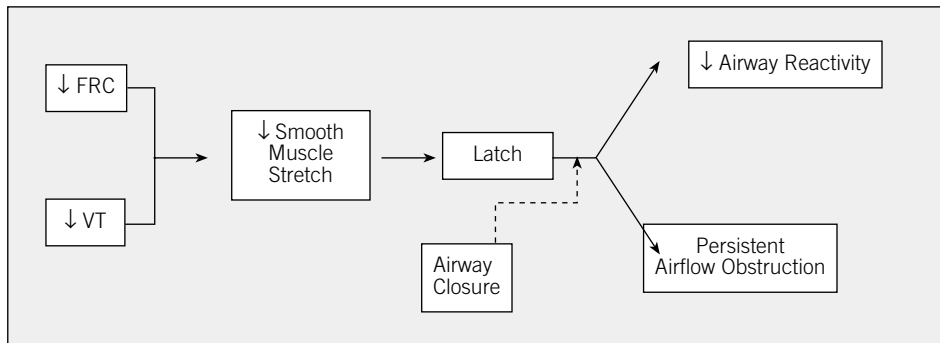 ↓ FRC
↓ VT
↓ Smooth
Muscle
Stretch
Latch
Airway
Closure
↓ Airway Reactivity
Persistent
Airflow Obstruction